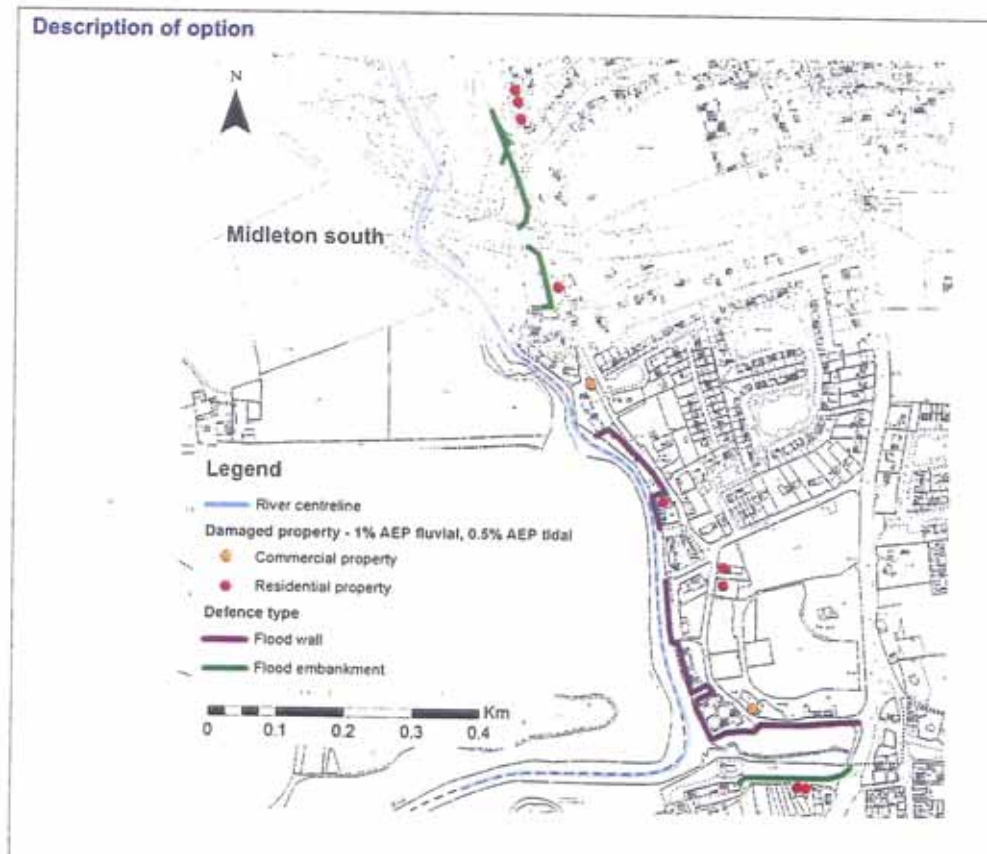 Description of option
N
Midleton south
Legend
River centreline
Damaged property - 1% AEP fluvial, 0.5% AEP tidal
Commercial property
Residential property
Defence type
Flood wall
Flood embankment
Km
0 0.1 0.2 0.3 0.4